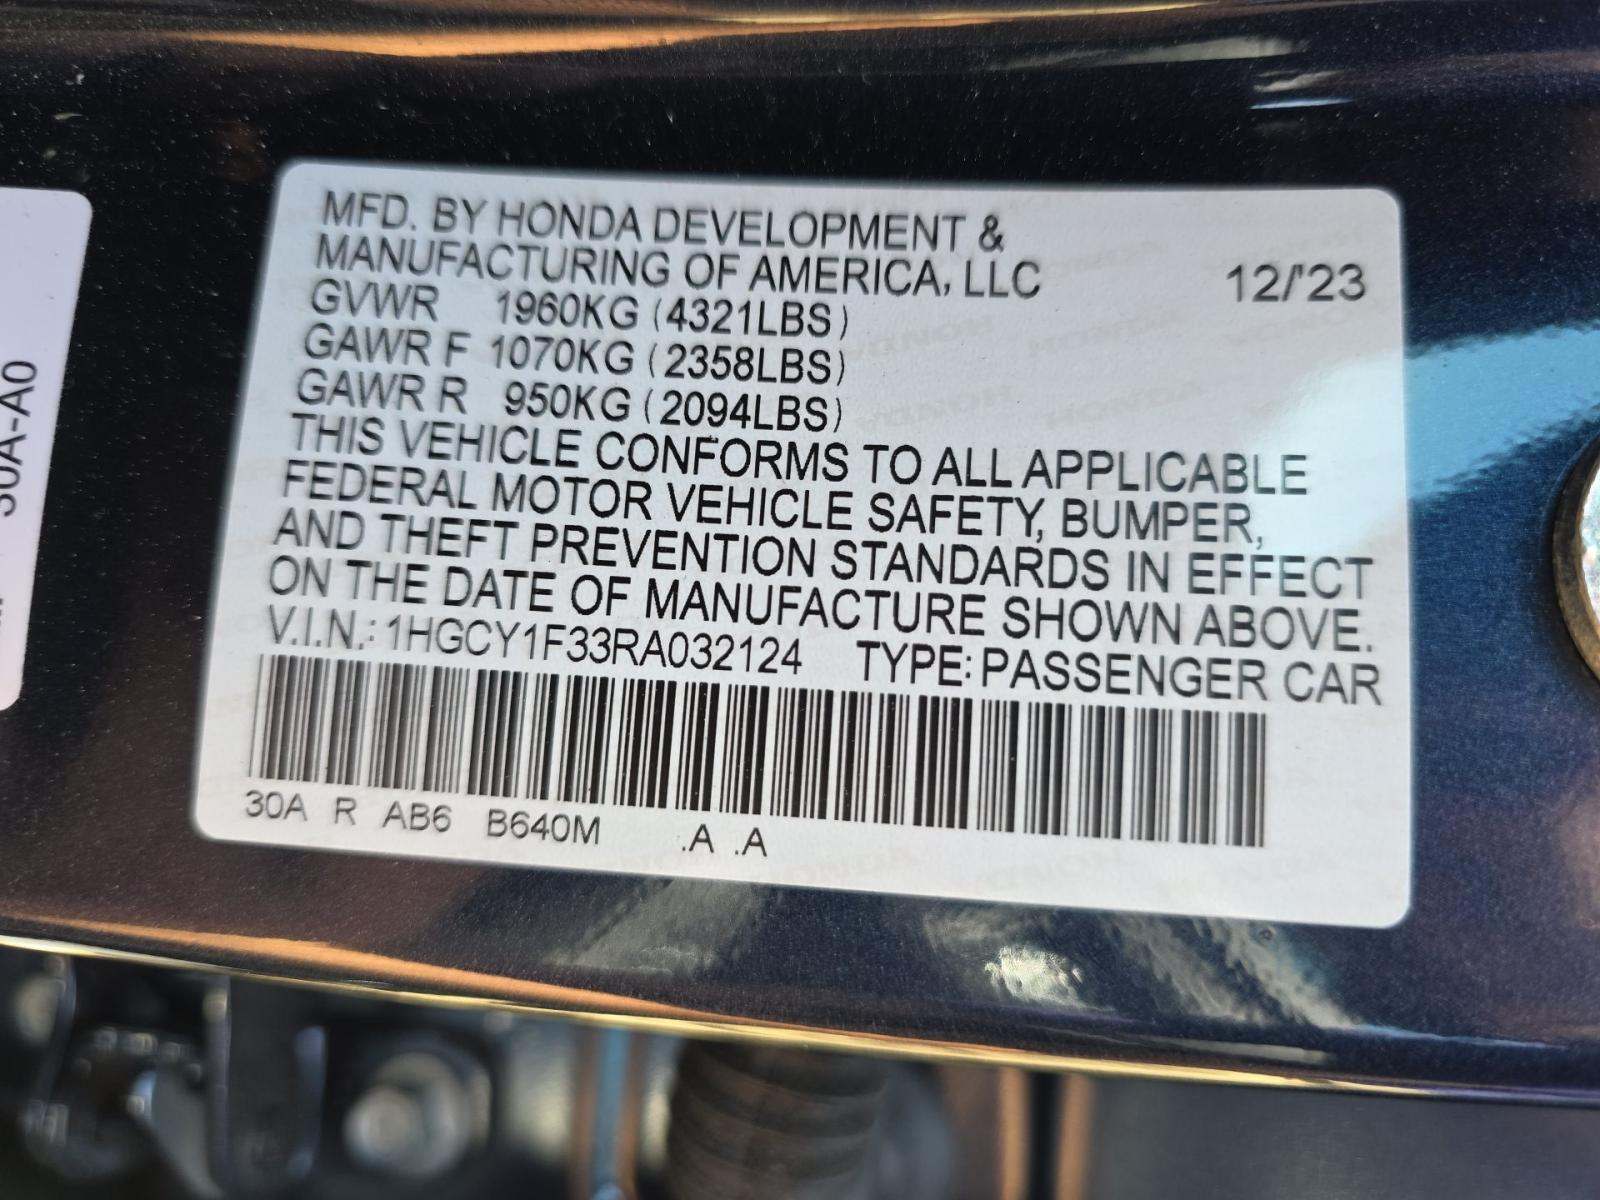 MFD. BY HONDA DEVELOPMENT &
MANUFACTURING OF AMERICA, LLC 12/'23
GVWR 1960KG (4321LBS)
GAWR F 1070KG (2358LBS)
GAWR R 950KG (2094LBS)
THIS VEHICLE CONFORMS TO ALL APPLICABLE
FEDERAL MOTOR VEHICLE SAFETY, BUMPER,
AND THEFT PREVENTION STANDARDS IN EFFECT
ON THE DATE OF MANUFACTURE SHOWN ABOVE.
V.I.N.: 1HGCY1F33RA032124 TYPE: PASSENGER CAR
30A R AB6 B640M .A .A
30A-A0